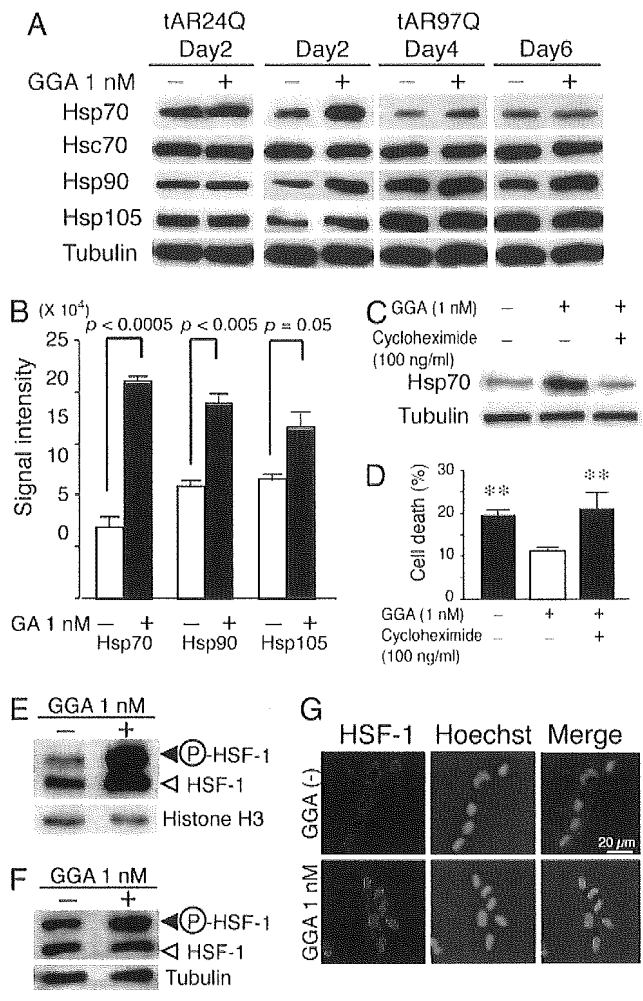 A
tAR24Q tAR97Q
Day2 Day2 Day4 Day6
GGA 1 nM − + − + − + − +
Hsp70
Hsc70
Hsp90
Hsp105
Tubulin
B
(X 10⁴)
p < 0.0005 p < 0.005 p = 0.05
Signal intensity
25
20
15
10
5
0
GA 1 nM − + − + − +
Hsp70 Hsp90 Hsp105
C
GGA (1 nM) − + +
Cycloheximide (100 ng/ml) − − +
Hsp70
Tubulin
D
Cell death (%)
30
20
10
0
** **
GGA (1 nM) − + +
Cycloheximide (100 ng/ml) − − +
E
GGA 1 nM
− +
P-HSF-1
HSF-1
Histone H3
F
GGA 1 nM
− +
P-HSF-1
HSF-1
Tubulin
G
HSF-1 Hoechst Merge
GGA (-)
20 µm
GGA 1 nM